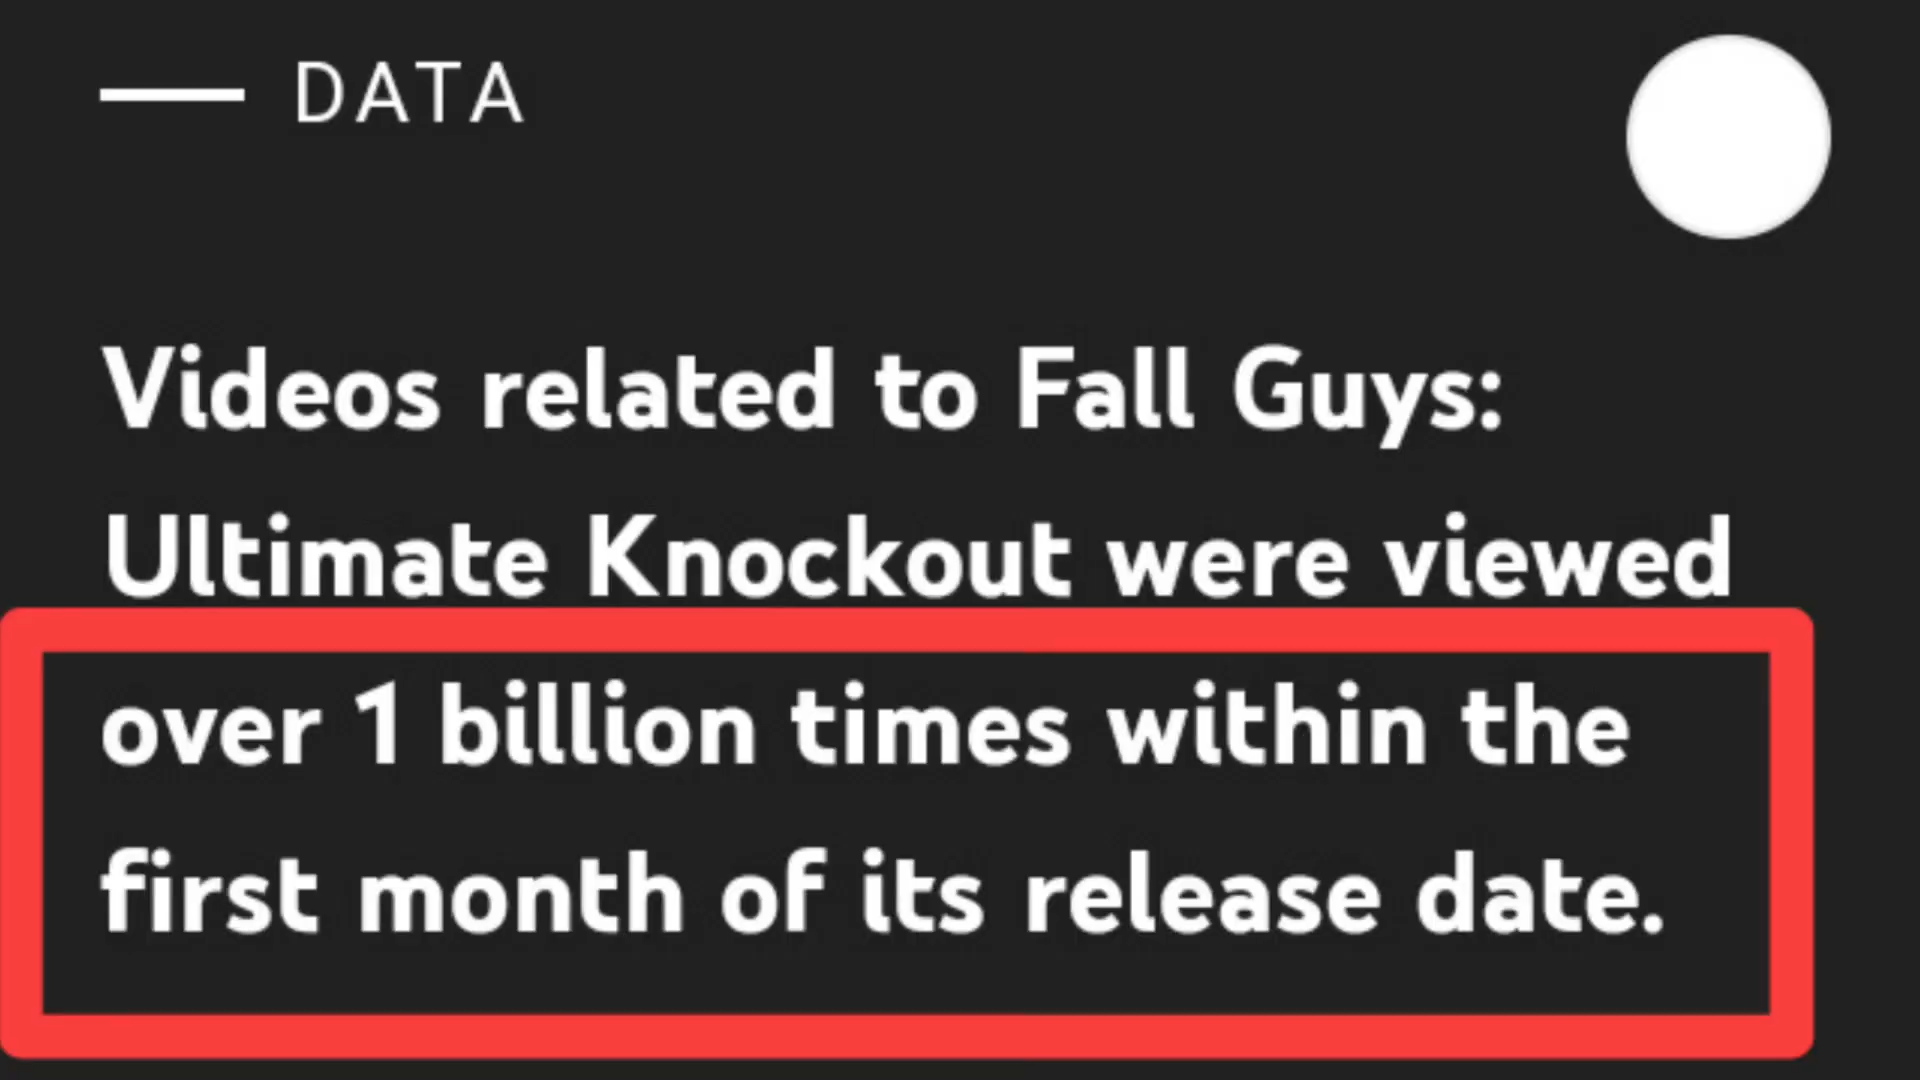 DATA
Videos related to Fall Guys:
Ultimate Knockout were viewed
over 1 billion times within the
first month of its release date.